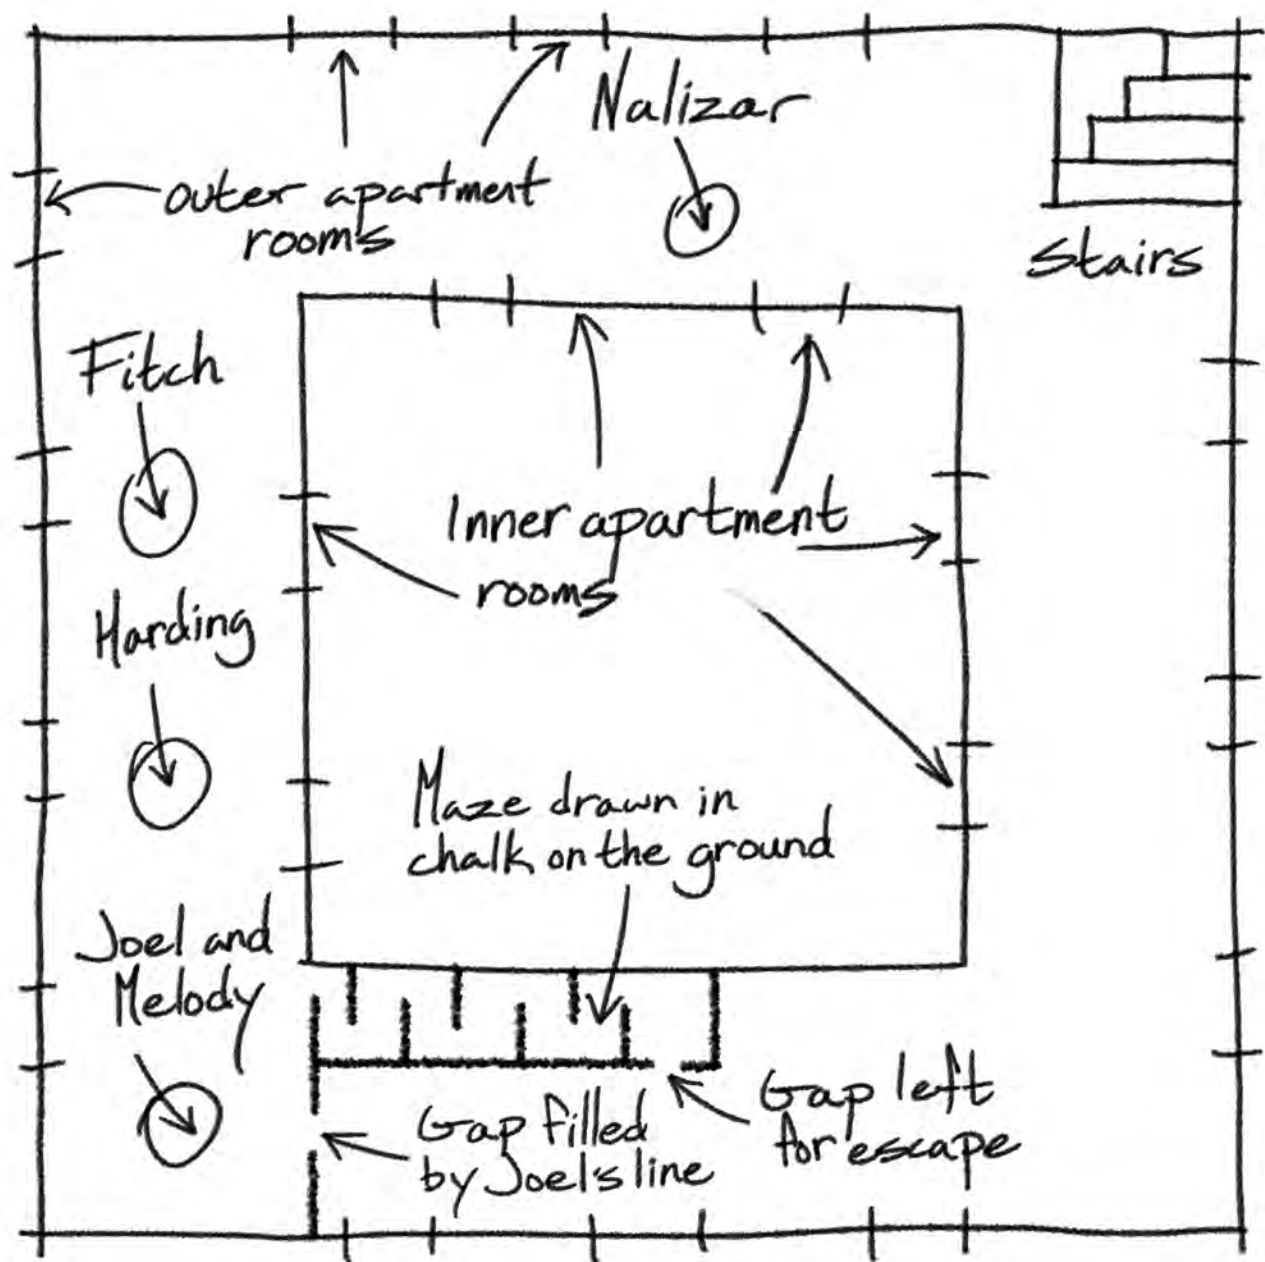 Nalizar
outer apartment
rooms
Stairs
Fitch
Inner apartment
rooms
Harding
Maze drawn in
chalk on the ground
Joel and
Melody
Gap left
for escape
Gap filled
by Joel's line